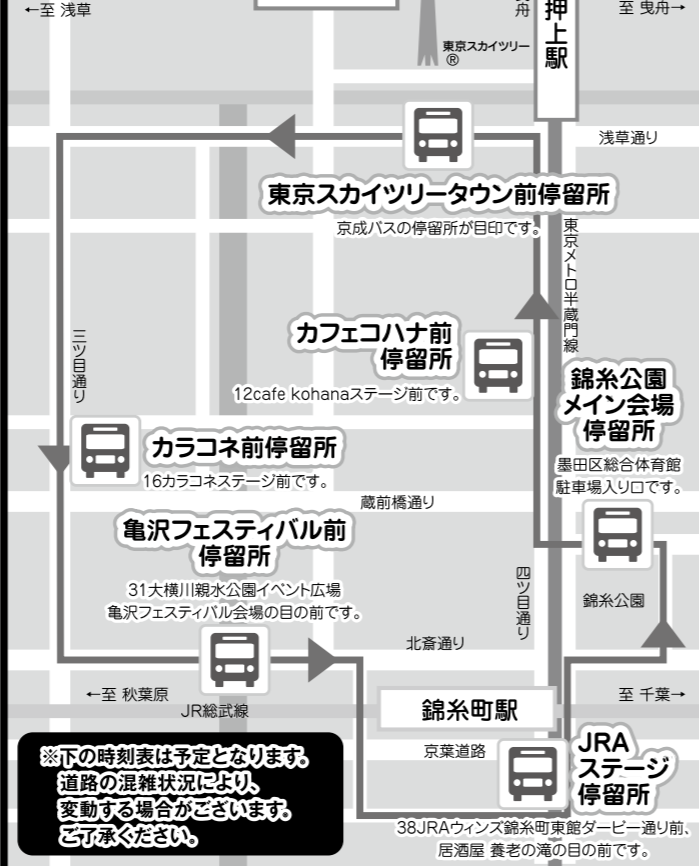 ←至 浅草
舟
押上駅
至 曳舟→
東京スカイツリー
®
浅草通り
東京スカイツリータウン前停留所
京成バスの停留所が目印です。
東京メトロ半蔵門線
三ツ目通り
カフェコハナ前
停留所
12cafe kohanaステージ前です。
錦糸公園
メイン会場
停留所
墨田区総合体育館
駐車場入り口です。
カラコネ前停留所
16カラコネステージ前です。
蔵前橋通り
亀沢フェスティバル前
停留所
31大横川親水公園イベント広場
亀沢フェスティバル会場の目の前です。
四ツ目通り
錦糸公園
北斎通り
←至 秋葉原
JR総武線
錦糸町駅
至 千葉→
京葉道路
JRA
ステージ
停留所
38JRAウィンズ錦糸町東館ダービー通り前、
居酒屋 養老の滝の目の前です。
※下の時刻表は予定となります。
道路の混雑状況により、
変動する場合がございます。
ご了承ください。